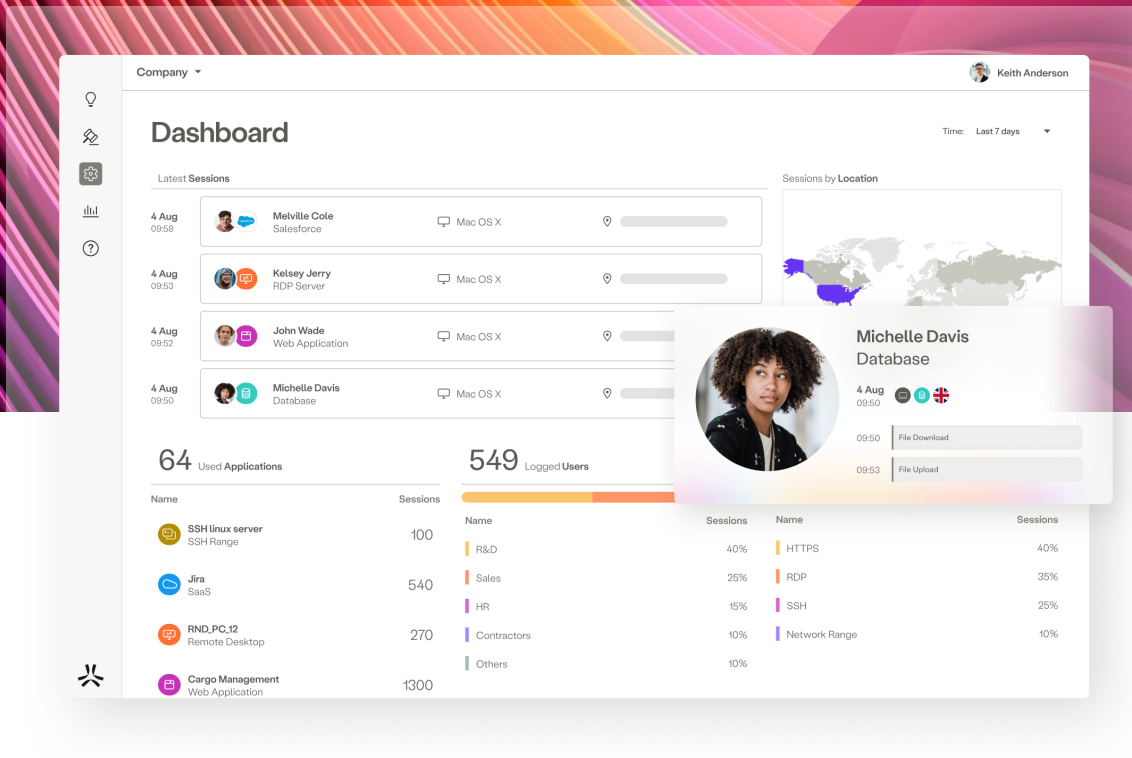 Company
Keith Anderson
Dashboard
Time: Last 7 days
Latest Sessions
4 Aug
09:58
Melville Cole
Salesforce
Mac OS X
4 Aug
09:53
Kelsey Jerry
RDP Server
Mac OS X
4 Aug
09:52
John Wade
Web Application
Mac OS X
4 Aug
09:50
Michelle Davis
Database
Mac OS X
Sessions by Location
Michelle Davis
Database
4 Aug
09:50
09:50 File Download
09:53 File Upload
64 Used Applications
Name Sessions
SSH linux server
SSH Range
100
Jira
SaaS
540
RND_PC_12
Remote Desktop
270
Cargo Management
Web Application
1300
549 Logged Users
Name Sessions
R&D 40%
Sales 25%
HR 15%
Contractors 10%
Others 10%
Name Sessions
HTTPS 40%
RDP 35%
SSH 25%
Network Range 10%